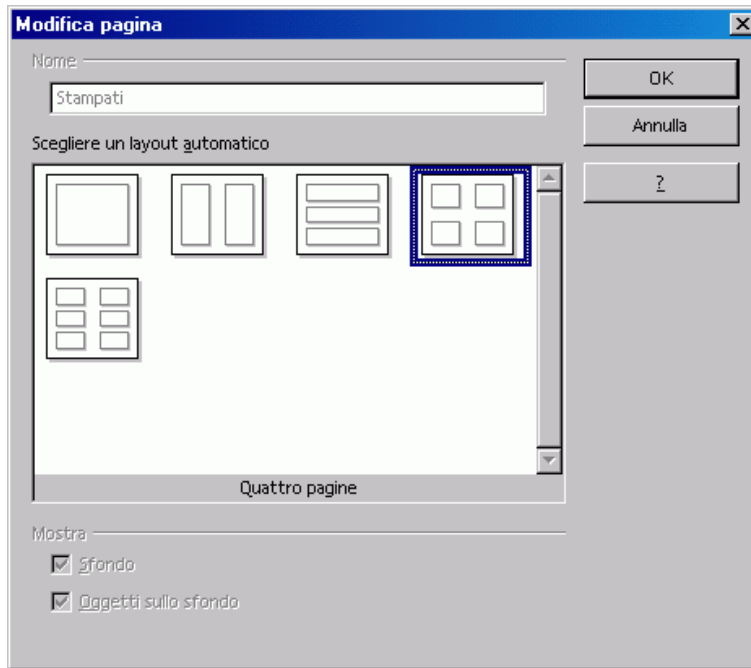 Modifica pagina
Nome
Stampati
Scegliere un layout automatico
Quattro pagine
Mostra
Sfondo
Oggetti sullo sfondo
OK
Annulla
?